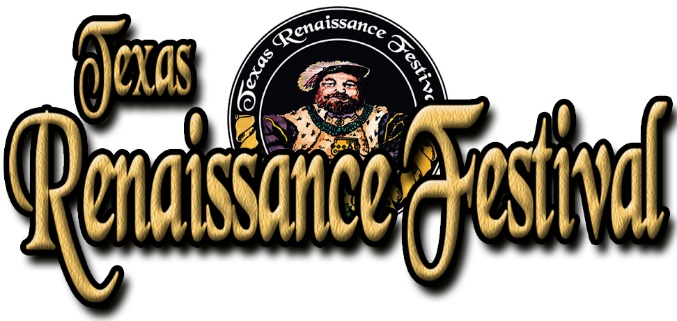 Texas Renaissance Festival
Texas
Renaissance Festival